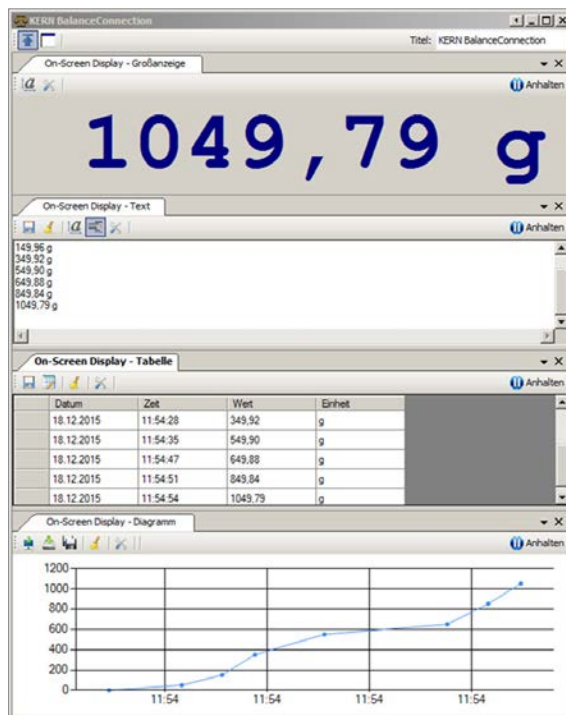 KERN BalanceConnection
Titel: KERN BalanceConnection
On-Screen Display - Großanzeige
Anhalten
1049,79 g
On-Screen Display - Text
Anhalten
149,96 g
349,92 g
549,90 g
649,88 g
849,84 g
1049,79 g
On-Screen Display - Tabelle
Anhalten
Datum Zeit Wert Einheit
18.12.2015 11:54:28 349,92 g
18.12.2015 11:54:35 549,90 g
18.12.2015 11:54:47 649,88 g
18.12.2015 11:54:51 849,84 g
18.12.2015 11:54:54 1049,79 g
On-Screen Display - Diagramm
Anhalten
1200
1000
800
600
400
200
0
11:54 11:54 11:54 11:54